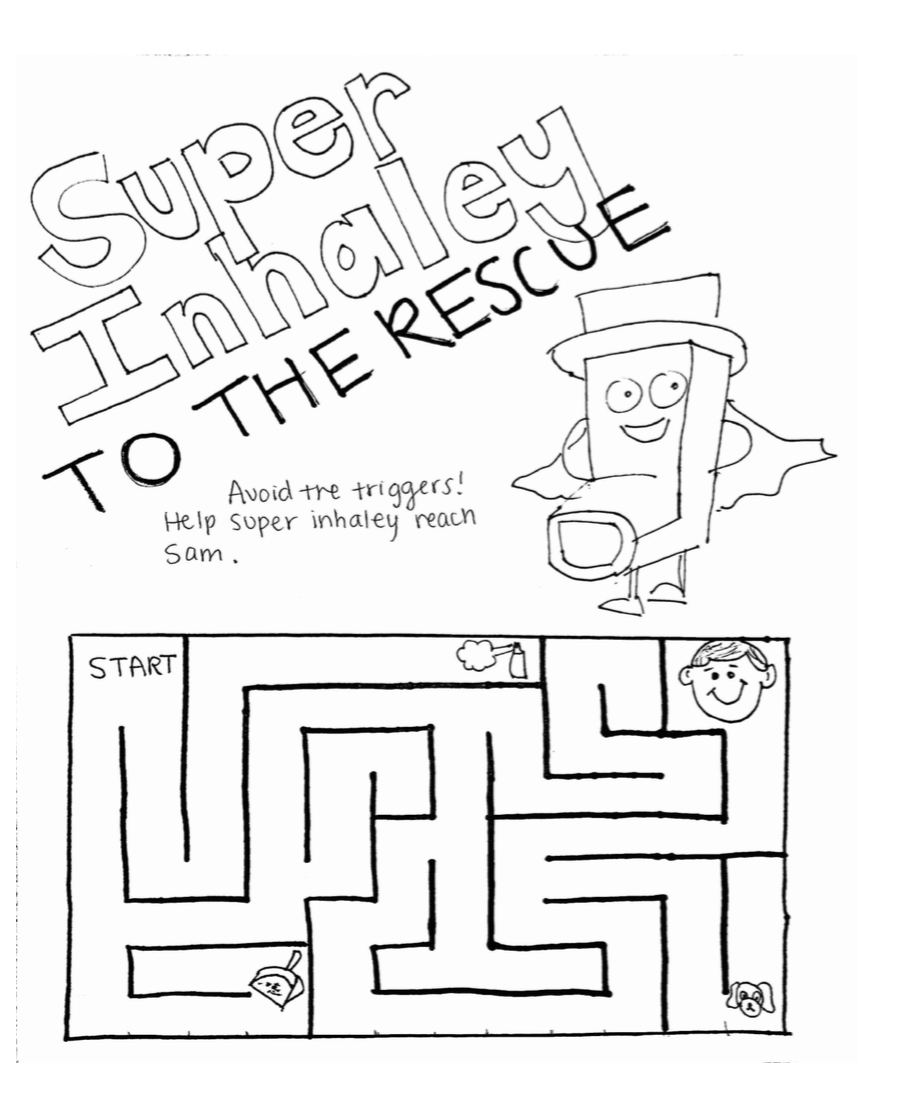 Super
Inhaley
TO THE RESCUE
Avoid the triggers!
Help super inhaley reach
Sam.
START